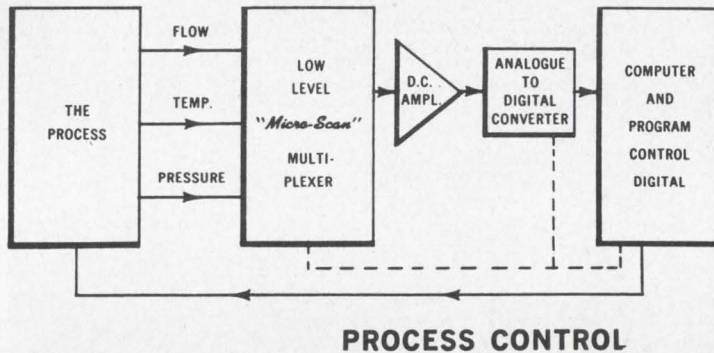 THE
PROCESS
FLOW
TEMP.
PRESSURE
LOW
LEVEL
"Micro-Scan"
MULTI-
PLEXER
D.C.
AMPL.
ANALOGUE
TO
DIGITAL
CONVERTER
COMPUTER
AND
PROGRAM
CONTROL
DIGITAL
PROCESS CONTROL